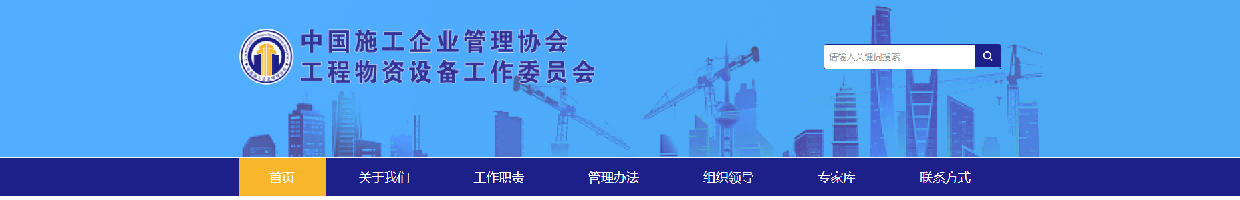 中国施工企业管理协会
工程物资设备工作委员会
请输入关键词搜索
首页 关于我们 工作职责 管理办法 组织领导 专家库 联系方式